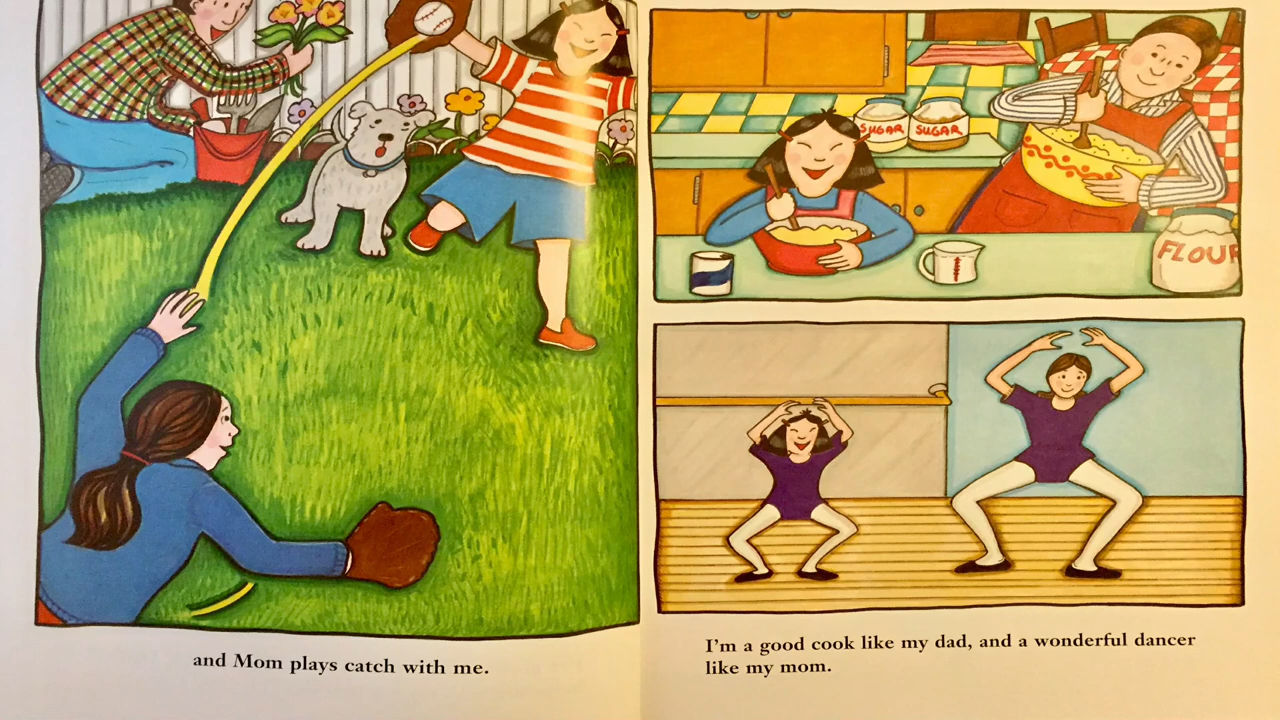 and Mom plays catch with me.
SUGAR
SUGAR
FLOUR
I'm a good cook like my dad, and a wonderful dancer
like my mom.